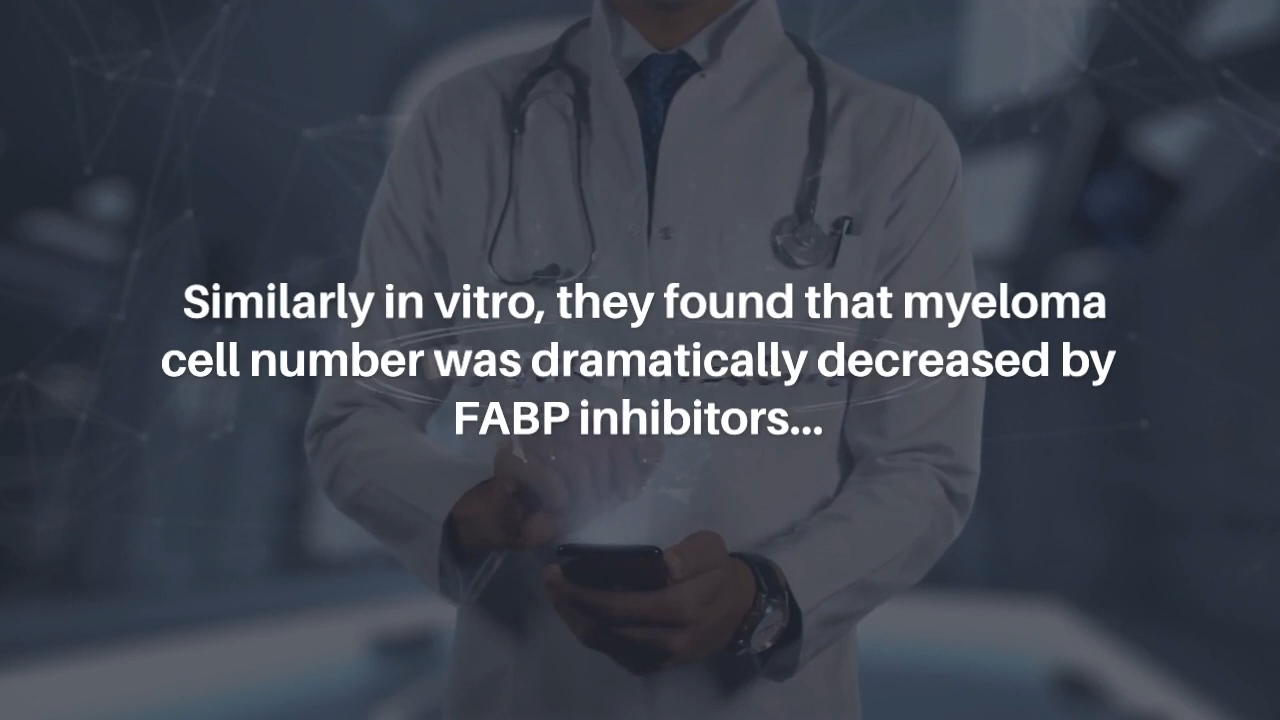 Similarly in vitro, they found that myeloma
cell number was dramatically decreased by
FABP inhibitors...